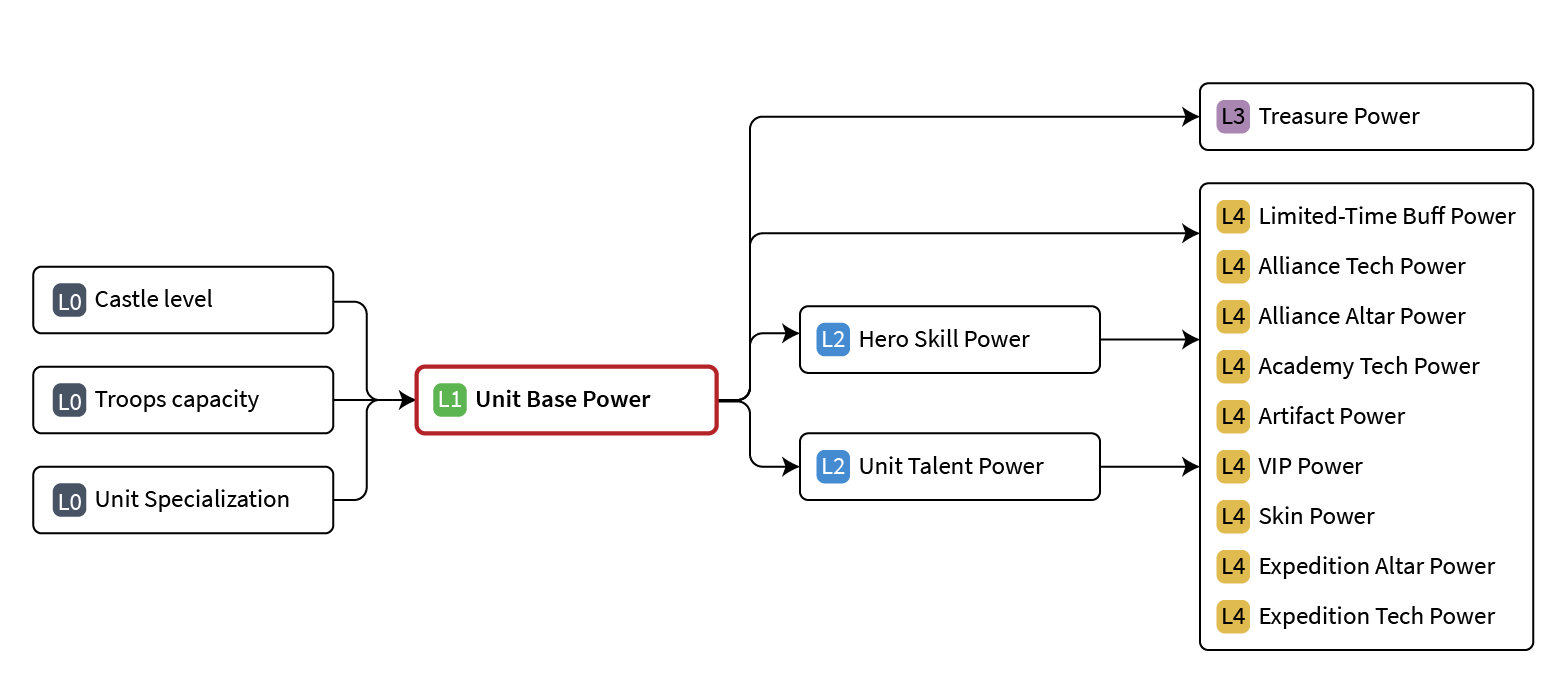 L3 Treasure Power
L4 Limited-Time Buff Power
L4 Alliance Tech Power
L4 Alliance Altar Power
L4 Academy Tech Power
L4 Artifact Power
L4 VIP Power
L4 Skin Power
L4 Expedition Altar Power
L4 Expedition Tech Power
L0 Castle level
L0 Troops capacity
L0 Unit Specialization
L1 Unit Base Power
L2 Hero Skill Power
L2 Unit Talent Power